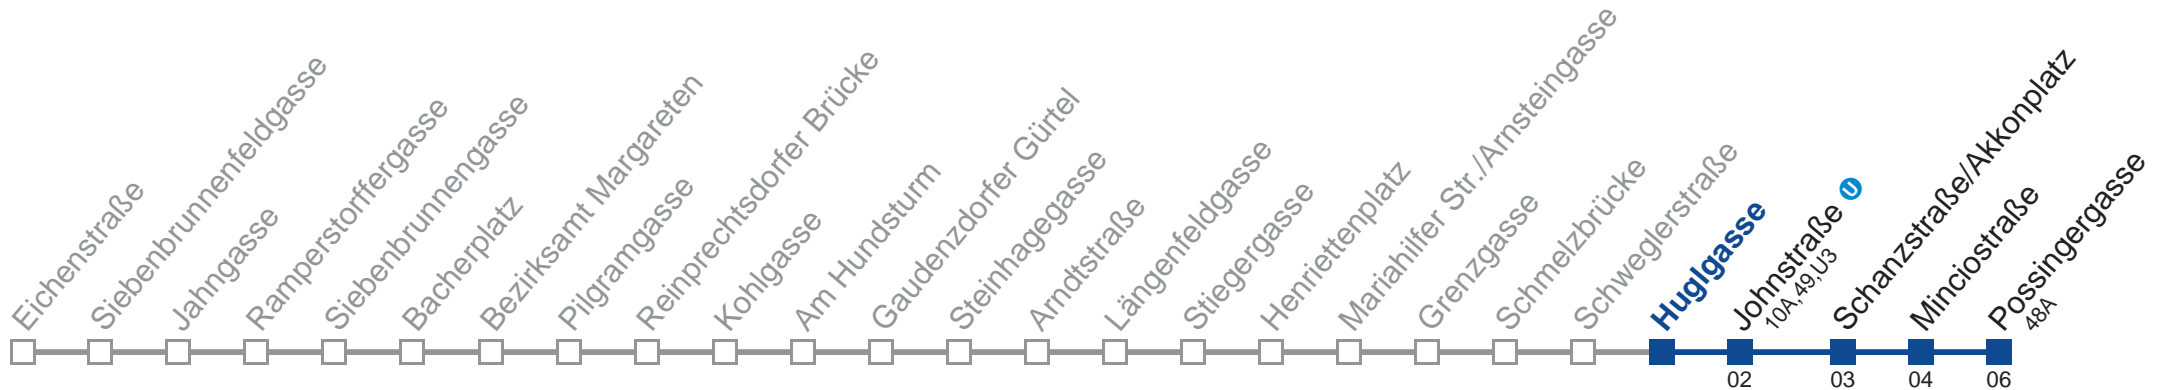 Eichenstraße
Siebenbrunnenfeldgasse
Jahngasse
Ramperstoffergasse
Siebenbrunnengasse
Bacherplatz
Bezirksamt Margareten
Pilgramgasse
Reinprechtsdorfer Brücke
Kohlgasse
Am Hundsturm
Gaudenzdorfer Gürtel
Steinhagegasse
Arndtstraße
Längenfeldgasse
Stiegergasse
Henriettenplatz
Mariahilfer Str./Arnsteingasse
Grenzgasse
Schmelzbrücke
Schweglerstraße
Huglgasse
Johnstraße U
10A,49,U3
Schanzstraße/Akkonplatz
Minciostraße
Possingergasse
48A
02 03 04 06